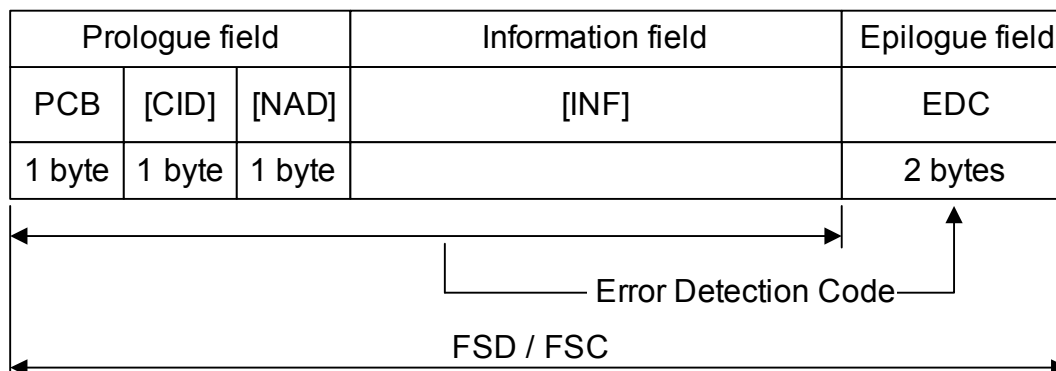 Prologue field Information field Epilogue field
PCB [CID] [NAD] [INF] EDC
1 byte 1 byte 1 byte 2 bytes
Error Detection Code
FSD / FSC